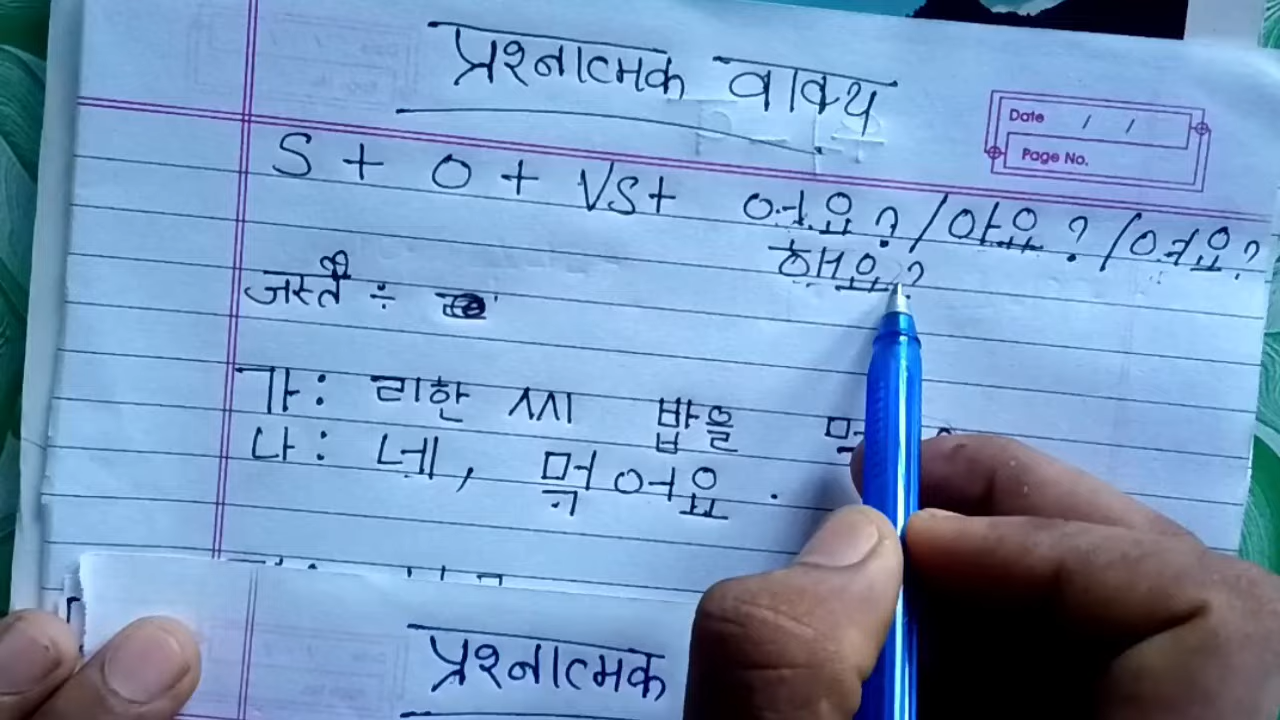 प्रश्नात्मक वाक्य
Date / /
Page No.
S + O + VS + 어요? / 아요? / 여요?
해요?
जस्तै ÷
가: 리한 씨 밥을
나: 네, 먹어요.
प्रश्नात्मक